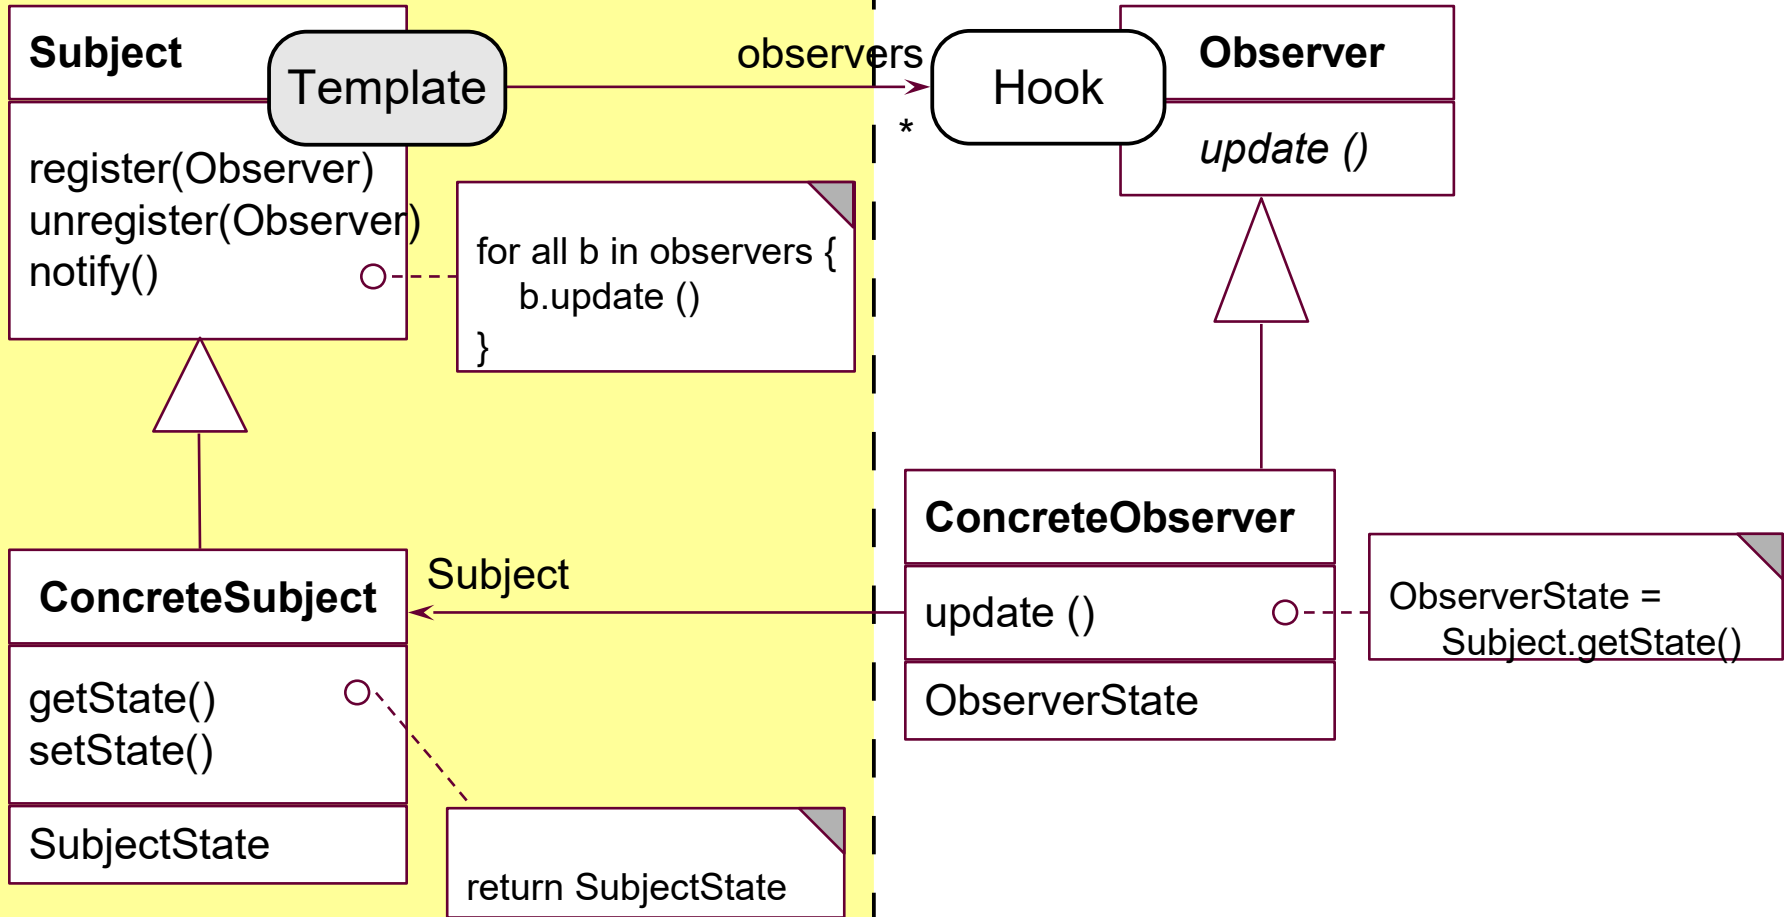 Subject
Template
observers
*
Hook
Observer
update ()
register(Observer)
unregister(Observer)
notify()
for all b in observers {
b.update ()
}
ConcreteSubject
Subject
getState()
setState()
SubjectState
return SubjectState
ConcreteObserver
update ()
ObserverState
ObserverState =
Subject.getState()